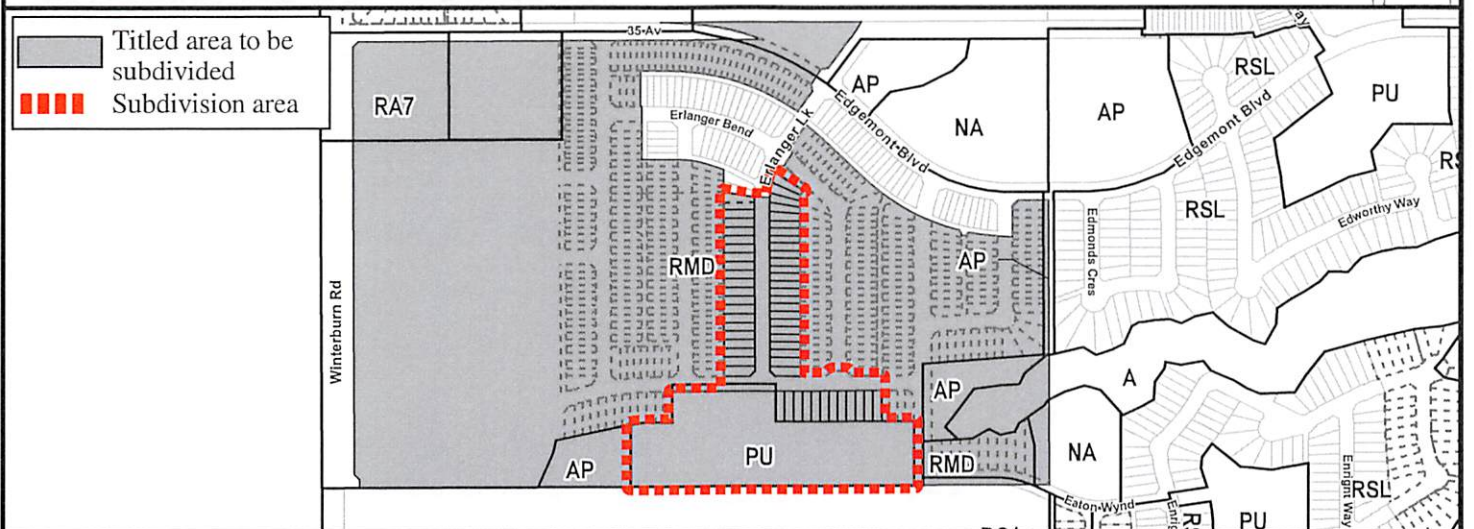 Titled area to be
subdivided
Subdivision area
35-Av
RA7
AP
NA
AP
RSL
PU
Erlanger Bend
Erlanger Lk
Edgemont Blvd
Edgemont Blvd
RSL
Edworthy Way
Edmonds Cres
RMD
AP
Winterburn Rd
A
AP
AP
PU
RMD
NA
Eaton Wynd
PU
Enright Way
RSL